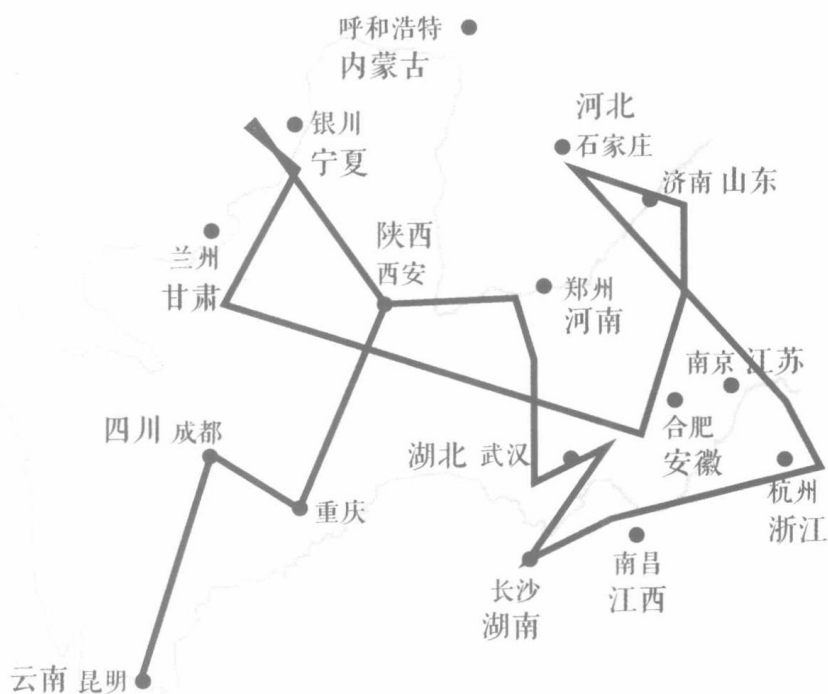 呼和浩特
内蒙古
银川
宁夏
河北
石家庄
济南 山东
陕西
西安
兰州
甘肃
郑州
河南
南京 江苏
合肥
安徽
四川 成都
湖北 武汉
重庆
杭州
浙江
南昌
江西
长沙
湖南
云南 昆明